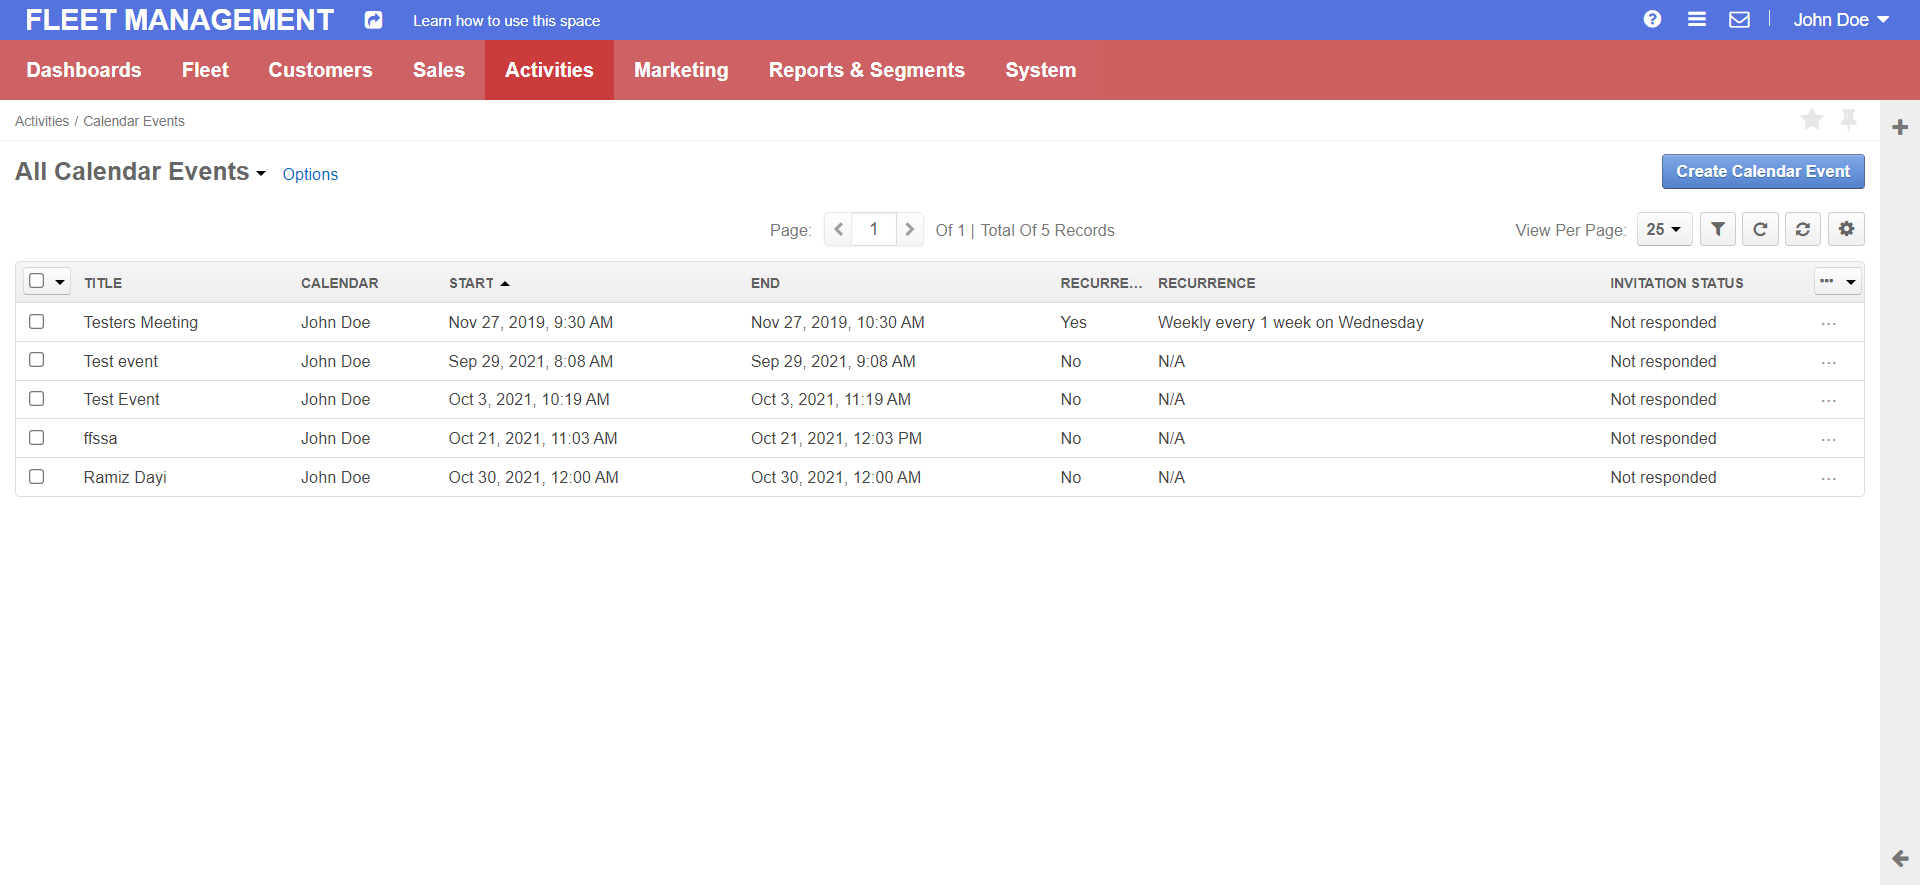 FLEET MANAGEMENT Learn how to use this space John Doe
Dashboards Fleet Customers Sales Activities Marketing Reports & Segments System
Activities / Calendar Events
All Calendar Events Options Create Calendar Event
Page: 1 Of 1 | Total Of 5 Records View Per Page: 25
TITLE CALENDAR START END RECURRE... RECURRENCE INVITATION STATUS
Testers Meeting John Doe Nov 27, 2019, 9:30 AM Nov 27, 2019, 10:30 AM Yes Weekly every 1 week on Wednesday Not responded
Test event John Doe Sep 29, 2021, 8:08 AM Sep 29, 2021, 9:08 AM No N/A Not responded
Test Event John Doe Oct 3, 2021, 10:19 AM Oct 3, 2021, 11:19 AM No N/A Not responded
ffssa John Doe Oct 21, 2021, 11:03 AM Oct 21, 2021, 12:03 PM No N/A Not responded
Ramiz Dayi John Doe Oct 30, 2021, 12:00 AM Oct 30, 2021, 12:00 AM No N/A Not responded